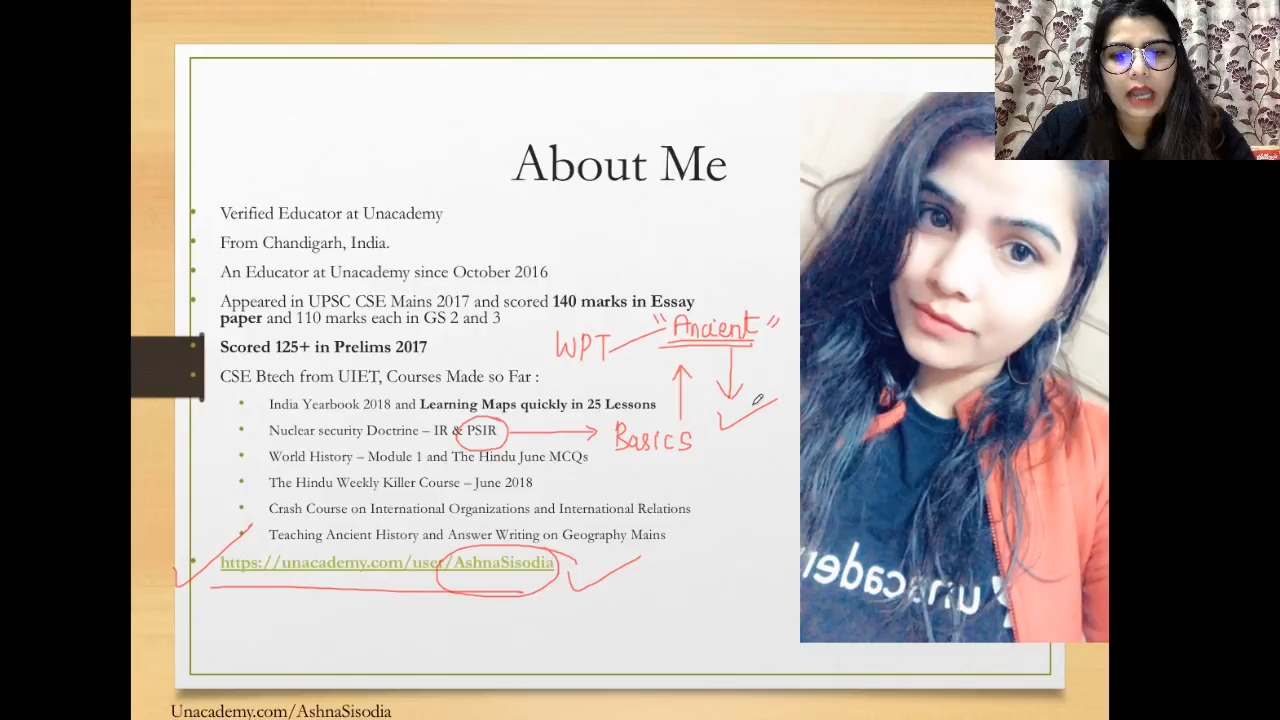 About Me
Verified Educator at Unacademy
From Chandigarh, India.
An Educator at Unacademy since October 2016
Appeared in UPSC CSE Mains 2017 and scored 140 marks in Essay
paper and 110 marks each in GS 2 and 3
WPT "Ancient"
Scored 125+ in Prelims 2017
CSE Btech from UIET, Courses Made so Far :
India Yearbook 2018 and Learning Maps quickly in 25 Lessons
Nuclear security Doctrine – IR & PSIR
Basics
World History – Module 1 and The Hindu June MCQs
The Hindu Weekly Killer Course – June 2018
Crash Course on International Organizations and International Relations
Teaching Ancient History and Answer Writing on Geography Mains
https://unacademy.com/user/AshnaSisodia
unacade
Unacademy.com/AshnaSisodia